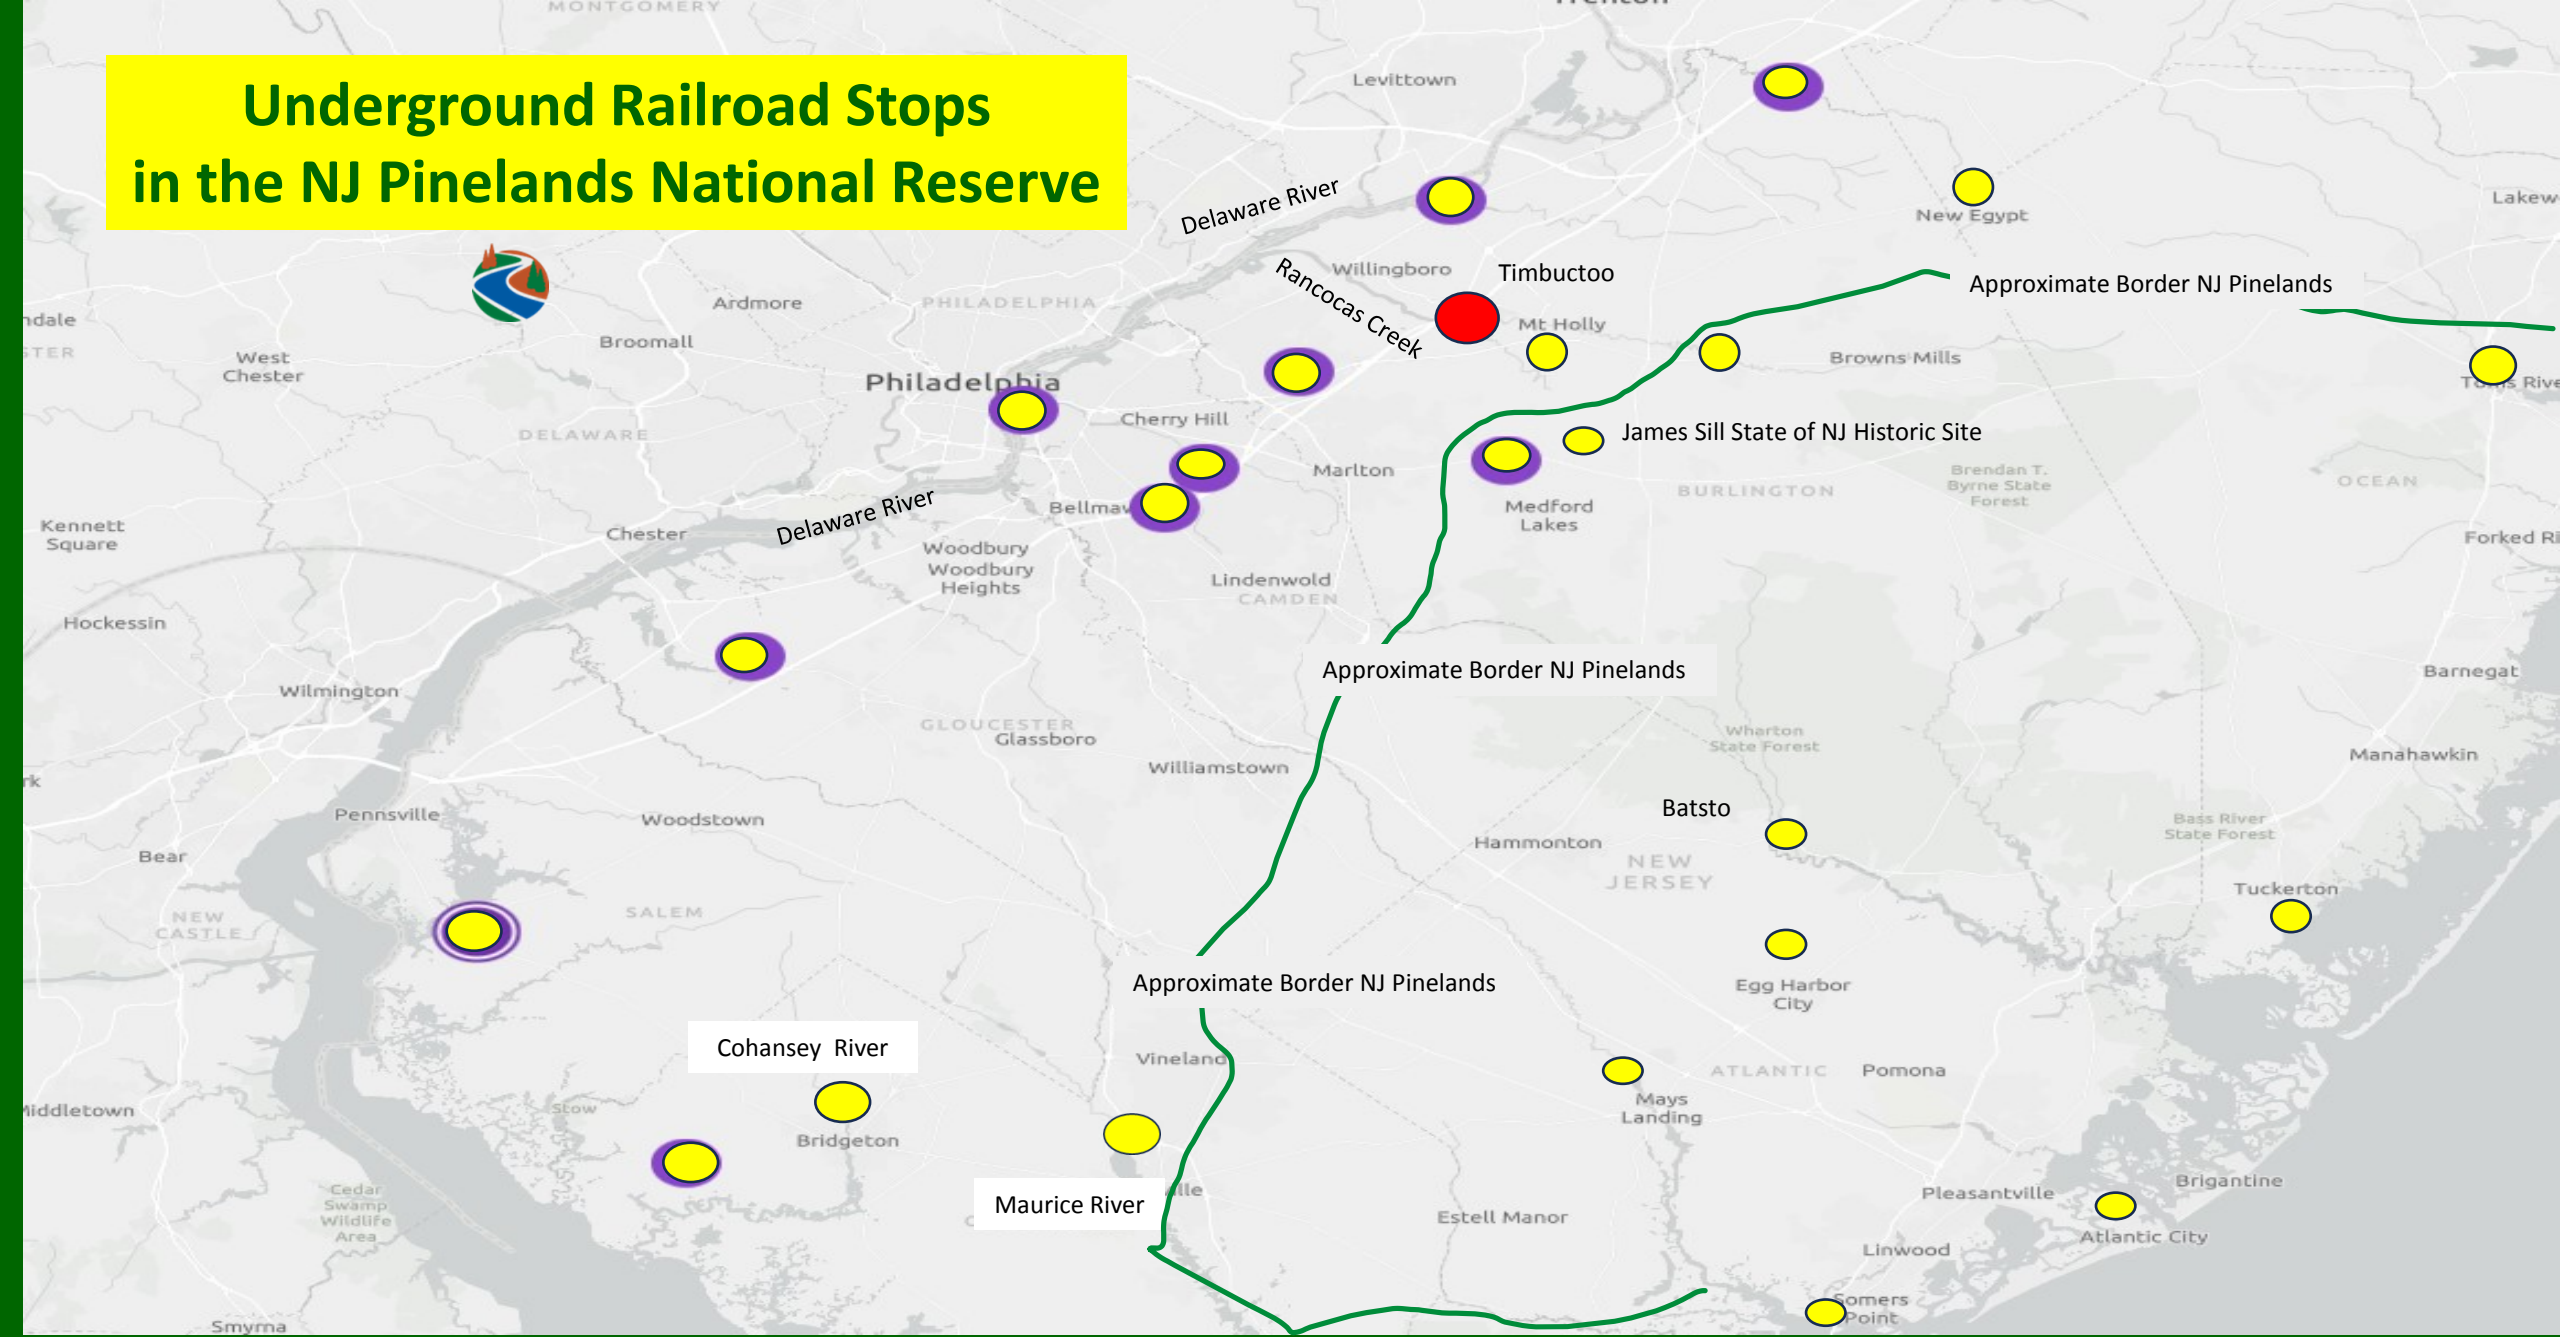 MONTGOMERY
Underground Railroad Stops
in the NJ Pinelands National Reserve
Levittown
Delaware River
New Egypt
Willingboro
Timbuctoo
Rancocas Creek
Approximate Border NJ Pinelands
Ardmore
PHILADELPHIA
Mt Holly
Broomall
West
Chester
Browns Mills
Philadelphia
Cherry Hill
DELAWARE
James Sill State of NJ Historic Site
Marlton
Brendan T.
Byrne State
Forest
BURLINGTON
OCEAN
Medford
Lakes
Kennett
Square
Chester
Delaware River
Woodbury
Woodbury
Heights
Lindenwold
CAMDEN
Hockessin
Approximate Border NJ Pinelands
Barnegat
Wilmington
GLOUCESTER
Glassboro
Wharton
State Forest
Manahawkin
Williamstown
Pennsville
Woodstown
Batsto
Bass River
State Forest
Hammonton
Bear
NEW
JERSEY
Tuckerton
NEW
CASTLE
SALEM
Approximate Border NJ Pinelands
Egg Harbor
City
Cohansey River
Vineland
ATLANTIC
Pomona
Mays
Landing
Stow
Bridgeton
Cedar
Swamp
Wildlife
Area
Maurice River
Estell Manor
Pleasantville
Brigantine
Atlantic City
Linwood
Somers
Point
Smyrna